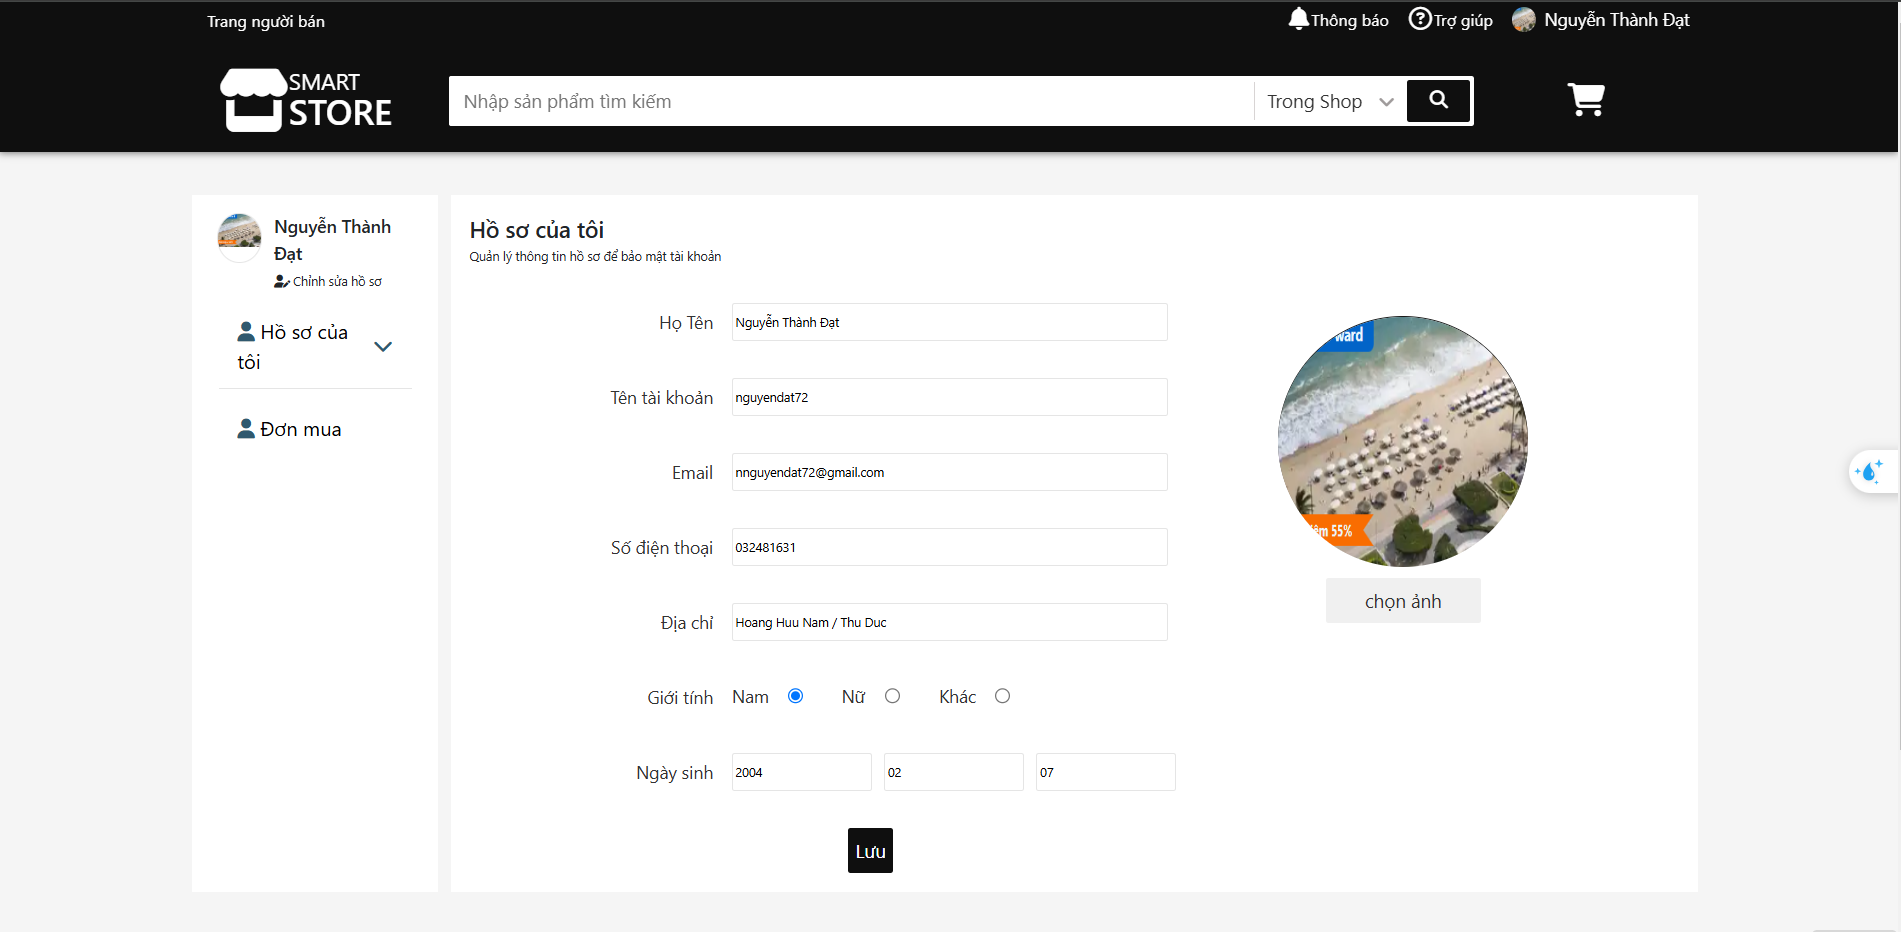 Trang người bán
Thông báo
Trợ giúp
Nguyễn Thành Đạt
SMART
STORE
Nhập sản phẩm tìm kiếm
Trong Shop
Nguyễn Thành
Đạt
Chỉnh sửa hồ sơ
Hồ sơ của
tôi
Đơn mua
Hồ sơ của tôi
Quản lý thông tin hồ sơ để bảo mật tài khoản
Họ Tên
Nguyễn Thành Đạt
Tên tài khoản
nguyendat72
Email
nnguyendat72@gmail.com
Số điện thoại
032481631
Địa chỉ
Hoang Huu Nam / Thu Duc
Giới tính
Nam
Nữ
Khác
Ngày sinh
2004
02
07
Lưu
ward
55%
chọn ảnh